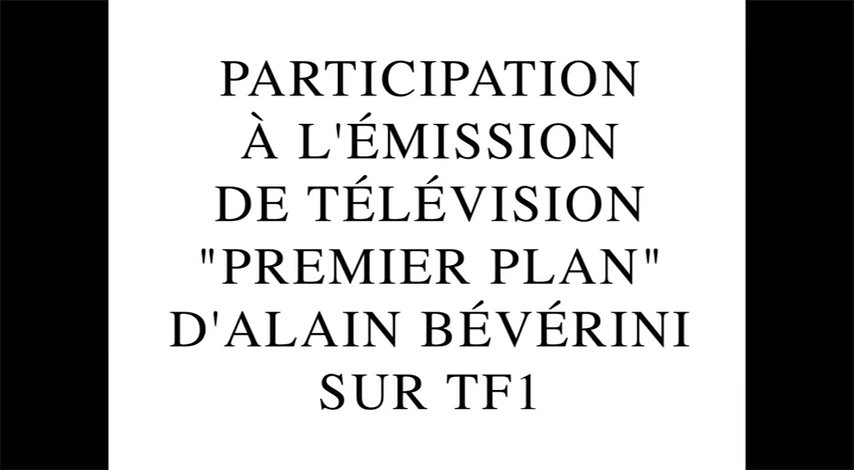 PARTICIPATION
À L'ÉMISSION
DE TÉLÉVISION
"PREMIER PLAN"
D'ALAIN BÉVÉRINI
SUR TF1